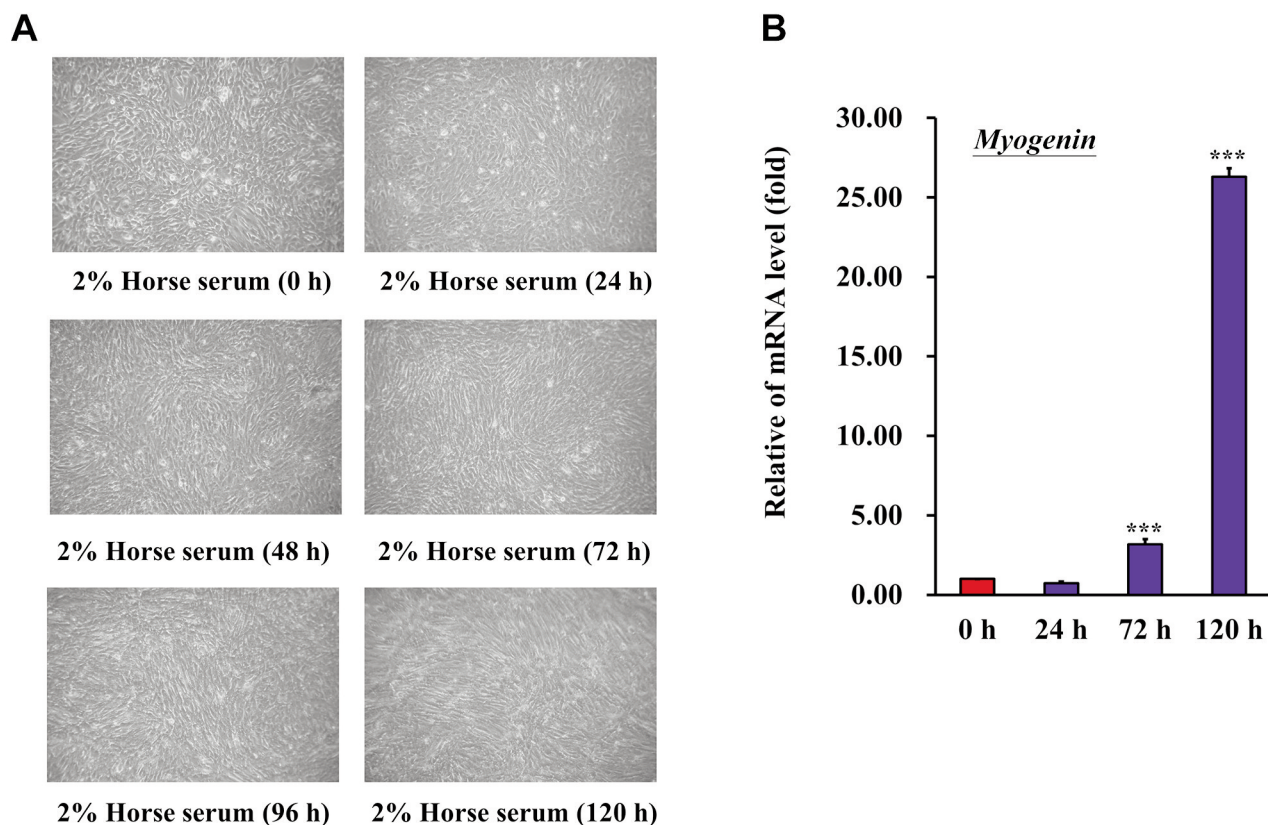 A
2% Horse serum (0 h)
2% Horse serum (24 h)
2% Horse serum (48 h)
2% Horse serum (72 h)
2% Horse serum (96 h)
2% Horse serum (120 h)
B
Relative of mRNA level (fold)
Myogenin
30.00
25.00
20.00
15.00
10.00
5.00
0.00
***
***
0 h
24 h
72 h
120 h